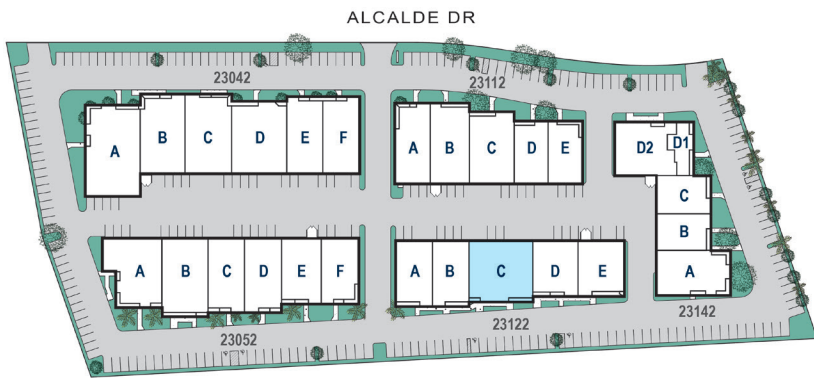 ALCALDE DR
23042
23112
A B C D E F
A B C D E
D2 D1
C
B
A
A B C D E F
A B C D E
23052
23122
23142